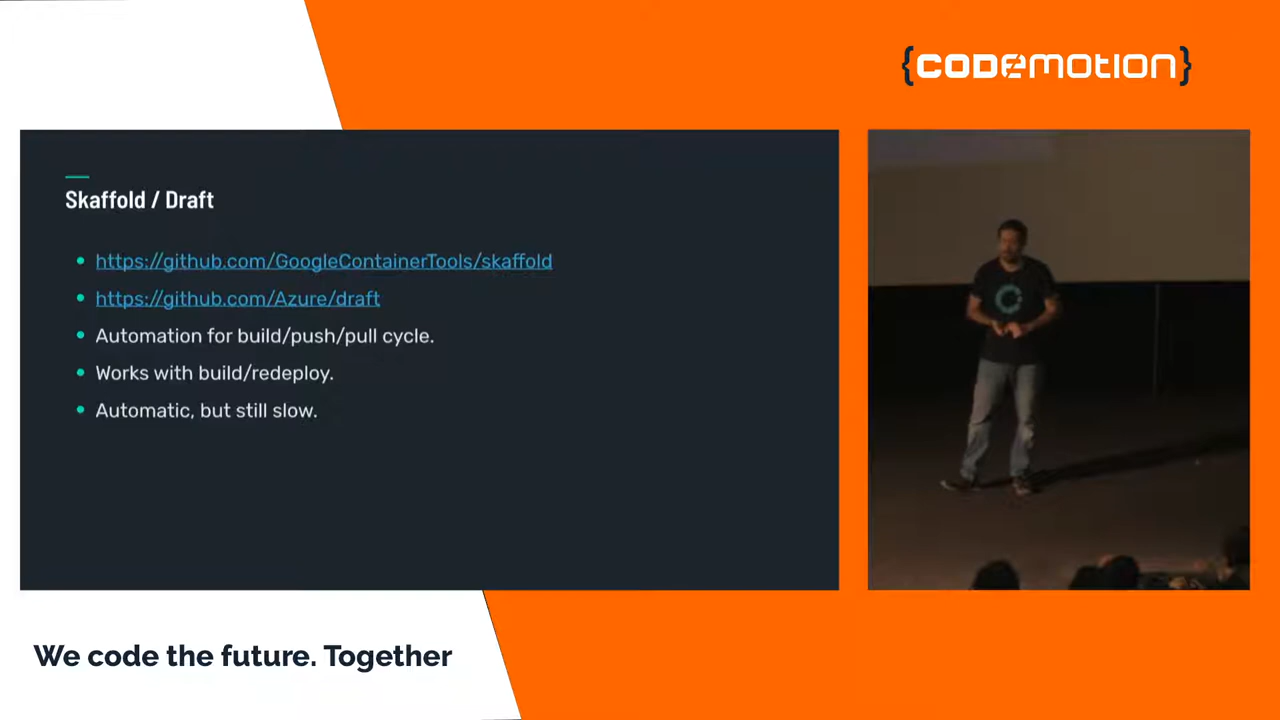 {CODEMOTION}
Skaffold / Draft
https://github.com/GoogleContainerTools/skaffold
https://github.com/Azure/draft
Automation for build/push/pull cycle.
Works with build/redeploy.
Automatic, but still slow.
We code the future. Together